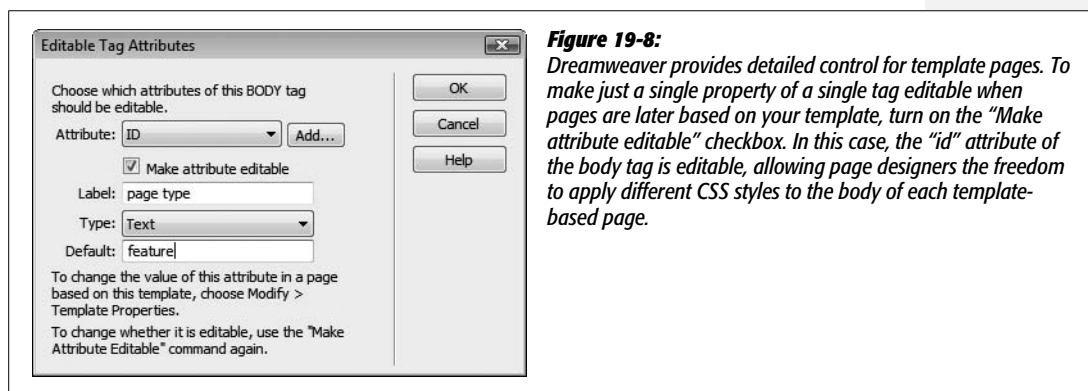 Editable Tag Attributes
Choose which attributes of this BODY tag
should be editable.
Attribute: ID Add...
Make attribute editable
Label: page type
Type: Text
Default: feature
To change the value of this attribute in a page
based on this template, choose Modify >
Template Properties.
To change whether it is editable, use the "Make
Attribute Editable" command again.
OK
Cancel
Help
Figure 19-8:
Dreamweaver provides detailed control for template pages. To
make just a single property of a single tag editable when
pages are later based on your template, turn on the “Make
attribute editable” checkbox. In this case, the “id” attribute of
the body tag is editable, allowing page designers the freedom
to apply different CSS styles to the body of each template-
based page.